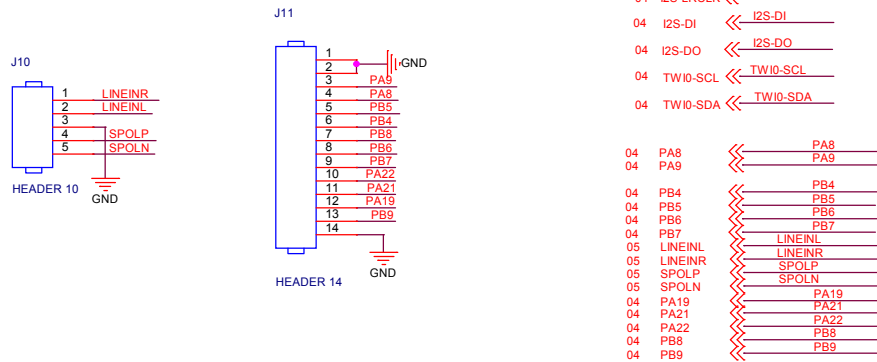 J10
1 LINEINR
2 LINEINL
3
4 SPOLP
5 SPOLN
HEADER 10
GND
J11
1
2 GND
3 PA9
4 PA8
5 PB5
6 PB4
7 PB8
8 PB6
9 PB7
10 PA22
11 PA21
12 PA19
13 PB9
14
GND
HEADER 14
04 I2S-DI I2S-DI
04 I2S-DO I2S-DO
04 TWI0-SCL TWI0-SCL
04 TWI0-SDA TWI0-SDA
04 PA8 PA8
04 PA9 PA9
04 PB4 PB4
04 PB5 PB5
04 PB6 PB6
04 PB7 PB7
05 LINEINL LINEINL
05 LINEINR LINEINR
05 SPOLP SPOLP
05 SPOLN SPOLN
04 PA19 PA19
04 PA21 PA21
04 PA22 PA22
04 PB8 PB8
04 PB9 PB9